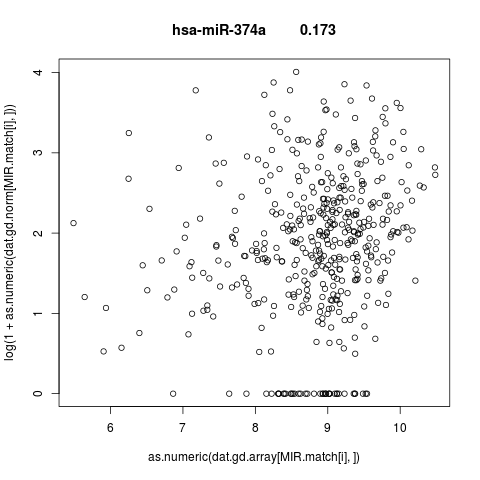 hsa-miR-374a 0.173
log(1 + as.numeric(dat.gd.norm[MIR.match[i], ]))
4
3
2
1
0
6 7 8 9 10
as.numeric(dat.gd.array[MIR.match[i], ])